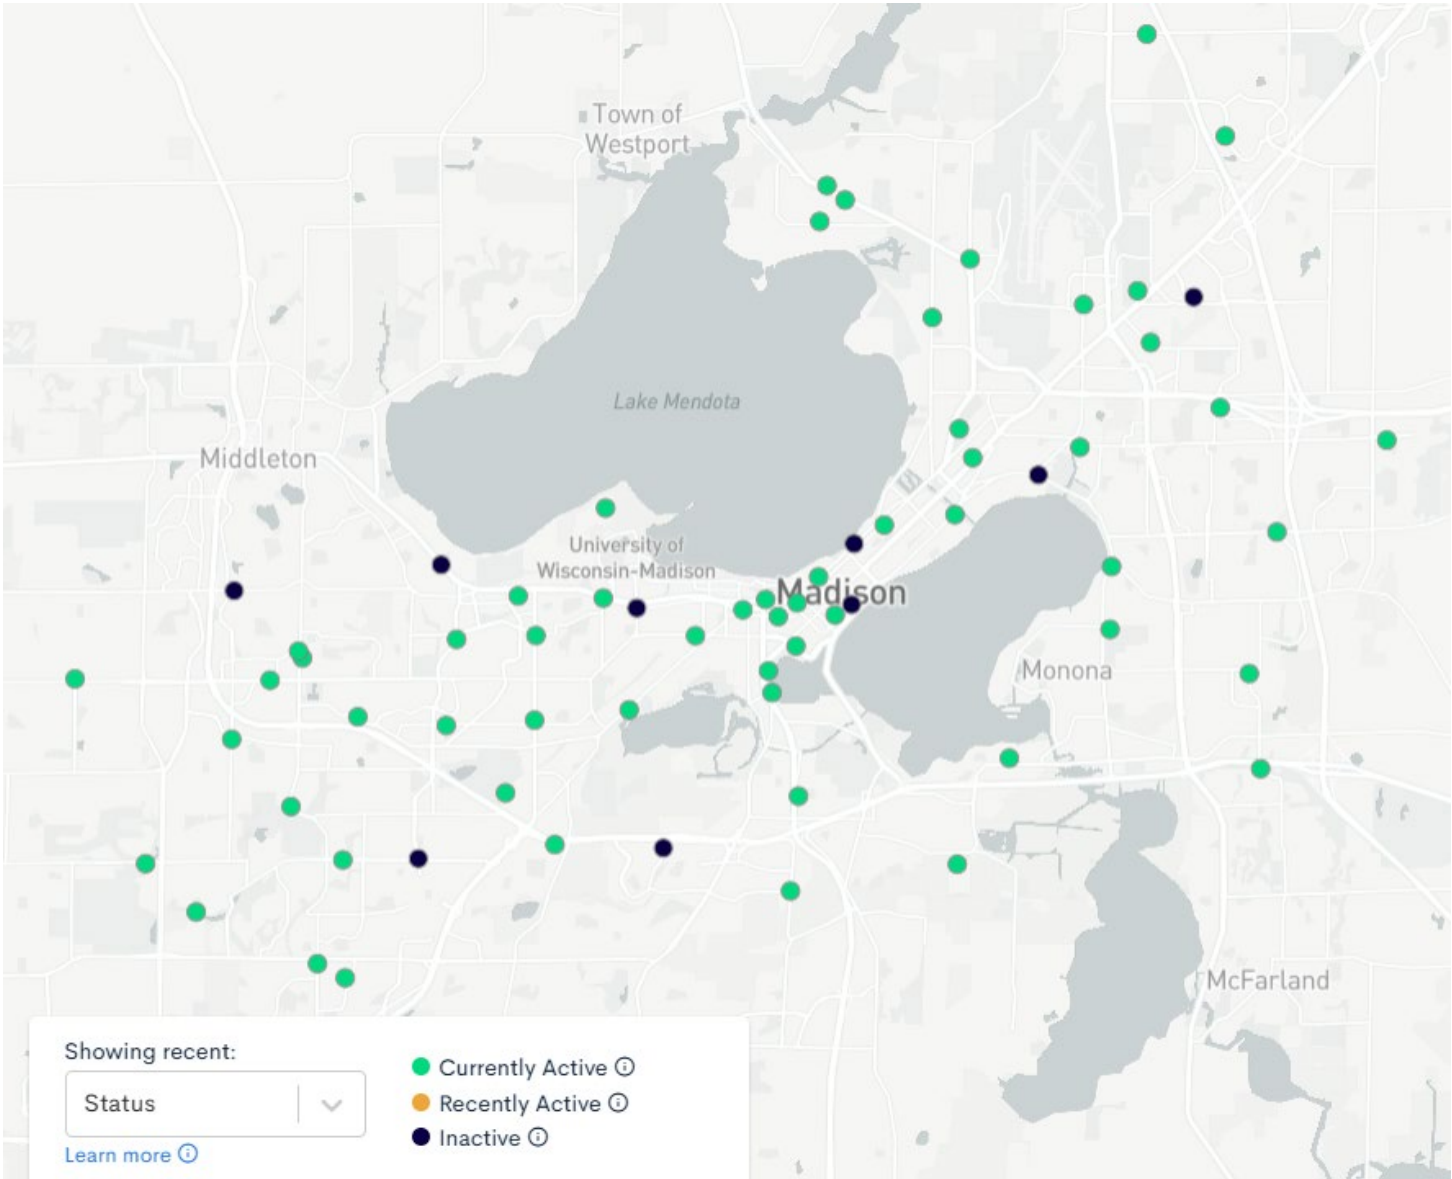 Town of
Westport
Lake Mendota
Middleton
University of
Wisconsin-Madison
Madison
Monona
McFarland
Showing recent:
Status
Learn more
Currently Active
Recently Active
Inactive